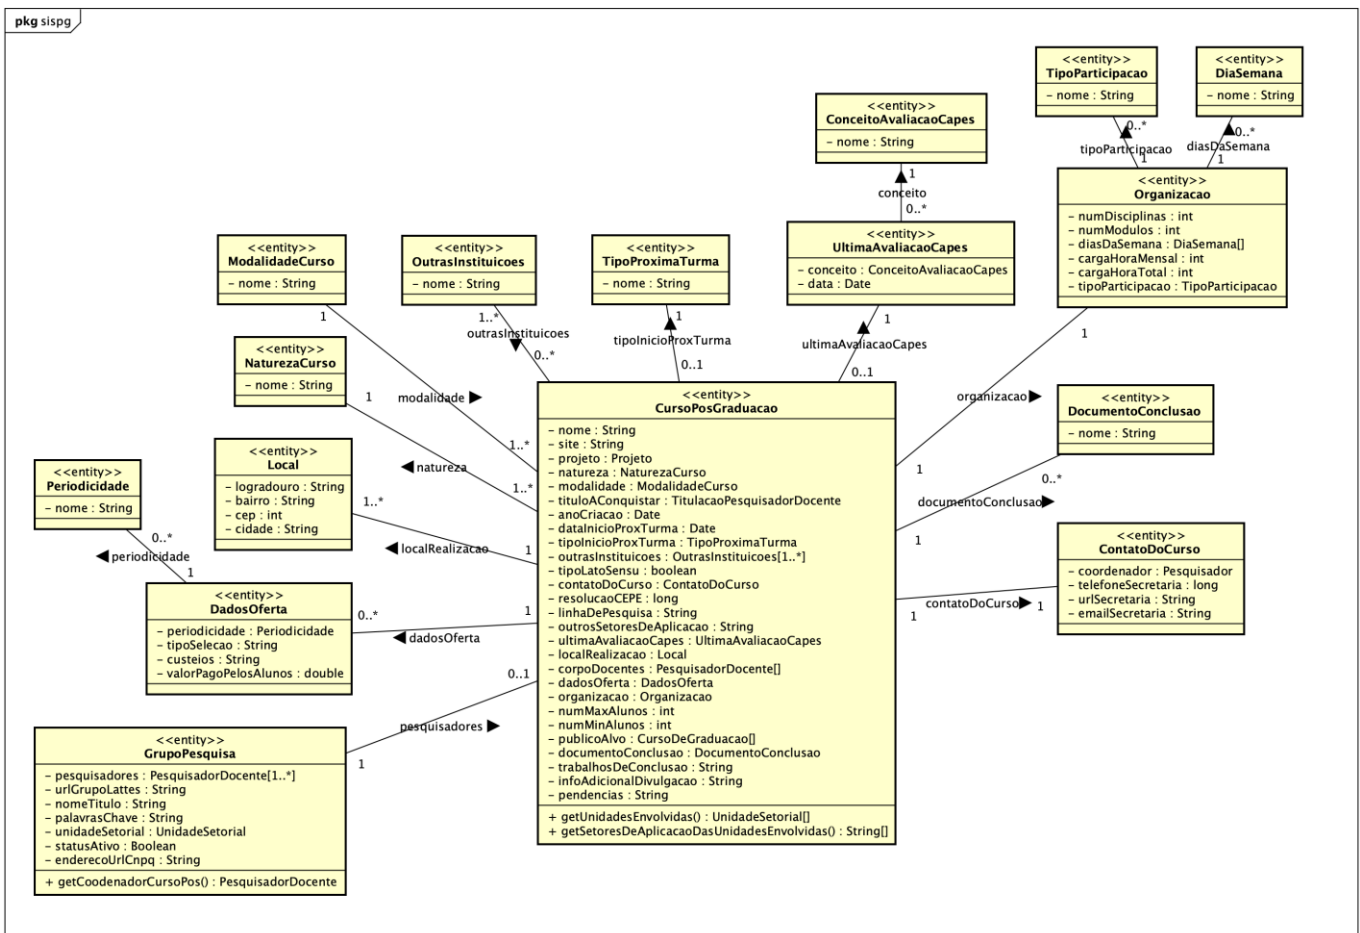 pkg sispg
<<entity>>
TipoParticipacao
– nome : String
<<entity>>
DiaSemana
– nome : String
<<entity>>
ConceitoAvaliacaoCapes
– nome : String
0..*
tipoParticipacao
1
0..*
diasDaSemana
1
1
conceito
0..*
<<entity>>
Organizacao
– numDisciplinas : int
– numModulos : int
– diasDaSemana : DiaSemana[]
– cargaHoraMensal : int
– cargaHoraTotal : int
– tipoParticipacao : TipoParticipacao
<<entity>>
UltimaAvaliacaoCapes
– conceito : ConceitoAvaliacaoCapes
– data : Date
<<entity>>
ModalidadeCurso
– nome : String
<<entity>>
OutrasInstituicoes
– nome : String
<<entity>>
TipoProximaTurma
– nome : String
1
1..*
outrasInstituicoes
0..*
1
tipoInicioProxTurma
0..1
1
ultimaAvaliacaoCapes
0..1
1
<<entity>>
NaturezaCurso
– nome : String
1
modalidade
1..*
organizacao
1
<<entity>>
CursoPosGraduacao
– nome : String
– site : String
– projeto : Projeto
– natureza : NaturezaCurso
– modalidade : ModalidadeCurso
– tituloAConquistar : TitulacaoPesquisadorDocente
– anoCriacao : Date
– dataInicioProxTurma : Date
– tipoInicioProxTurma : TipoProximaTurma
– outrasInstituicoes : OutrasInstituicoes[1..*]
– tipoLatoSensu : boolean
– contatoDoCurso : ContatoDoCurso
– resolucaoCEPE : long
– linhaDePesquisa : String
– outrosSetoresDeAplicacao : String
– ultimaAvaliacaoCapes : UltimaAvaliacaoCapes
– localRealizacao : Local
– corpoDocentes : PesquisadorDocente[]
– dadosOferta : DadosOferta
– organizacao : Organizacao
– numMaxAlunos : int
– numMinAlunos : int
– publicoAlvo : CursoDeGraduacao[]
– documentoConclusao : DocumentoConclusao
– trabalhosDeConclusao : String
– infoAdicionalDivulgacao : String
– pendencias : String
+ getUnidadesEnvolvidas() : UnidadeSetorial[]
+ getSetoresDeAplicacaoDasUnidadesEnvolvidas() : String[]
<<entity>>
DocumentoConclusao
– nome : String
0..*
documentoConclusao
1
natureza
1..*
<<entity>>
Local
– logradouro : String
– bairro : String
– cep : int
– cidade : String
1..*
localRealizacao
1
<<entity>>
Periodicidade
– nome : String
0..*
periodicidade
1
<<entity>>
ContatoDoCurso
– coordenador : Pesquisador
– telefoneSecretaria : long
– urlSecretaria : String
– emailSecretaria : String
contatoDoCurso
1
1
<<entity>>
DadosOferta
– periodicidade : Periodicidade
– tipoSelecao : String
– custeios : String
– valorPagoPelosAlunos : double
0..*
1
dadosOferta
0..1
pesquisadores
1
<<entity>>
GrupoPesquisa
– pesquisadores : PesquisadorDocente[1..*]
– urlGrupoLattes : String
– nomeTitulo : String
– palavrasChave : String
– unidadeSetorial : UnidadeSetorial
– statusAtivo : Boolean
– enderecoUrlCnpq : String
+ getCoodenadorCursoPos() : PesquisadorDocente